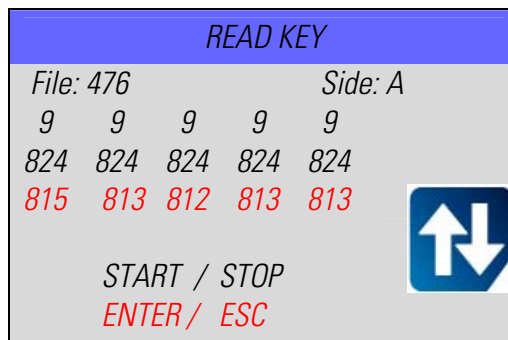 READ KEY
File: 476 Side: A
9 9 9 9 9
824 824 824 824 824
815 813 812 813 813
START / STOP
ENTER / ESC